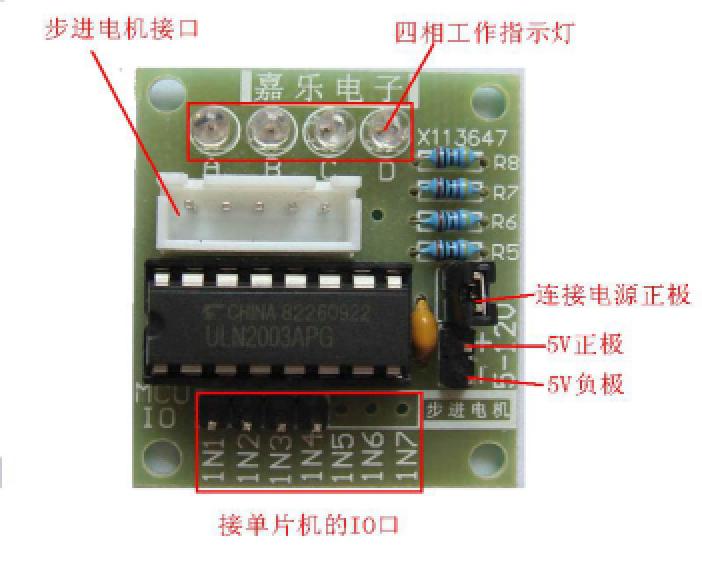 步进电机接口
四相工作指示灯
嘉乐电子
A B C D
X113647
R8
R7
R6
R5
CHINA 82260922
ULN2003APG
连接电源正极
5V正极
5V负极
+
-
5-12V
MCU
IO
步进电机
1N1 1N2 1N3 1N4 1N5 1N6 1N7
接单片机的IO口